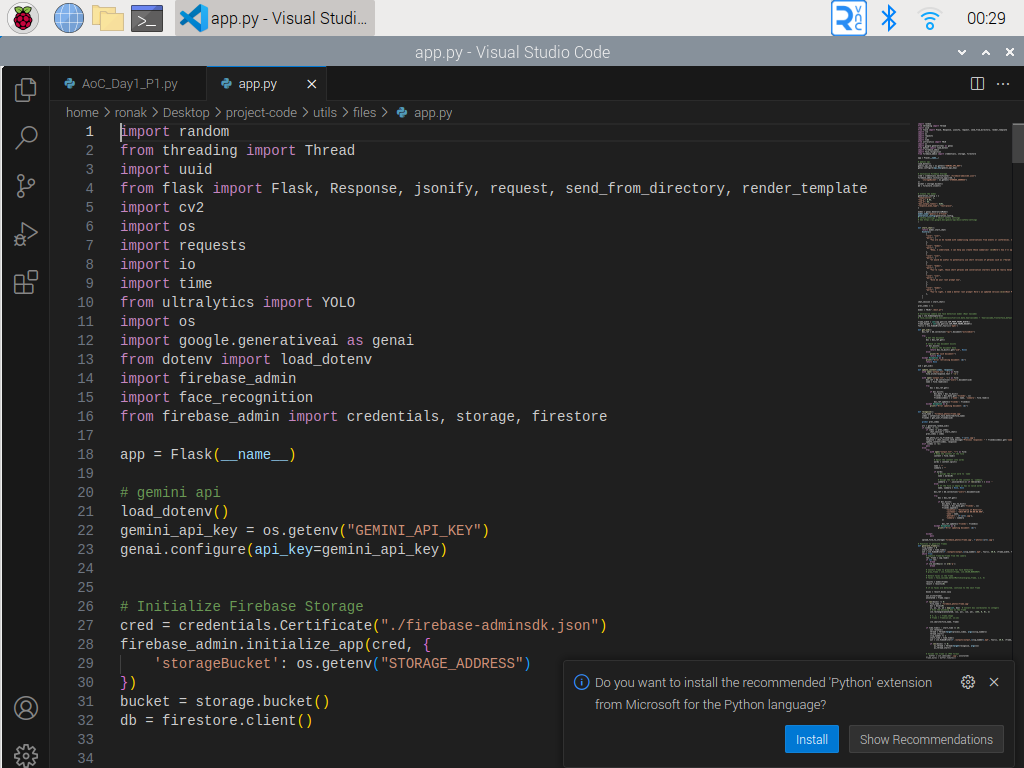 app.py - Visual Studi...
VNC
00:29
app.py - Visual Studio Code
AoC_Day1_P1.py
app.py
home > ronak > Desktop > project-code > utils > files > app.py
1 import random
2 from threading import Thread
3 import uuid
4 from flask import Flask, Response, jsonify, request, send_from_directory, render_template
5 import cv2
6 import os
7 import requests
8 import io
9 import time
10 from ultralytics import YOLO
11 import os
12 import google.generativeai as genai
13 from dotenv import load_dotenv
14 import firebase_admin
15 import face_recognition
16 from firebase_admin import credentials, storage, firestore
17
18 app = Flask(__name__)
19
20 # gemini api
21 load_dotenv()
22 gemini_api_key = os.getenv("GEMINI_API_KEY")
23 genai.configure(api_key=gemini_api_key)
24
25
26 # Initialize Firebase Storage
27 cred = credentials.Certificate("./firebase-adminsdk.json")
28 firebase_admin.initialize_app(cred, {
29     'storageBucket': os.getenv("STORAGE_ADDRESS")
30 })
31 bucket = storage.bucket()
32 db = firestore.client()
33
34
Do you want to install the recommended 'Python' extension
from Microsoft for the Python language?
Install
Show Recommendations